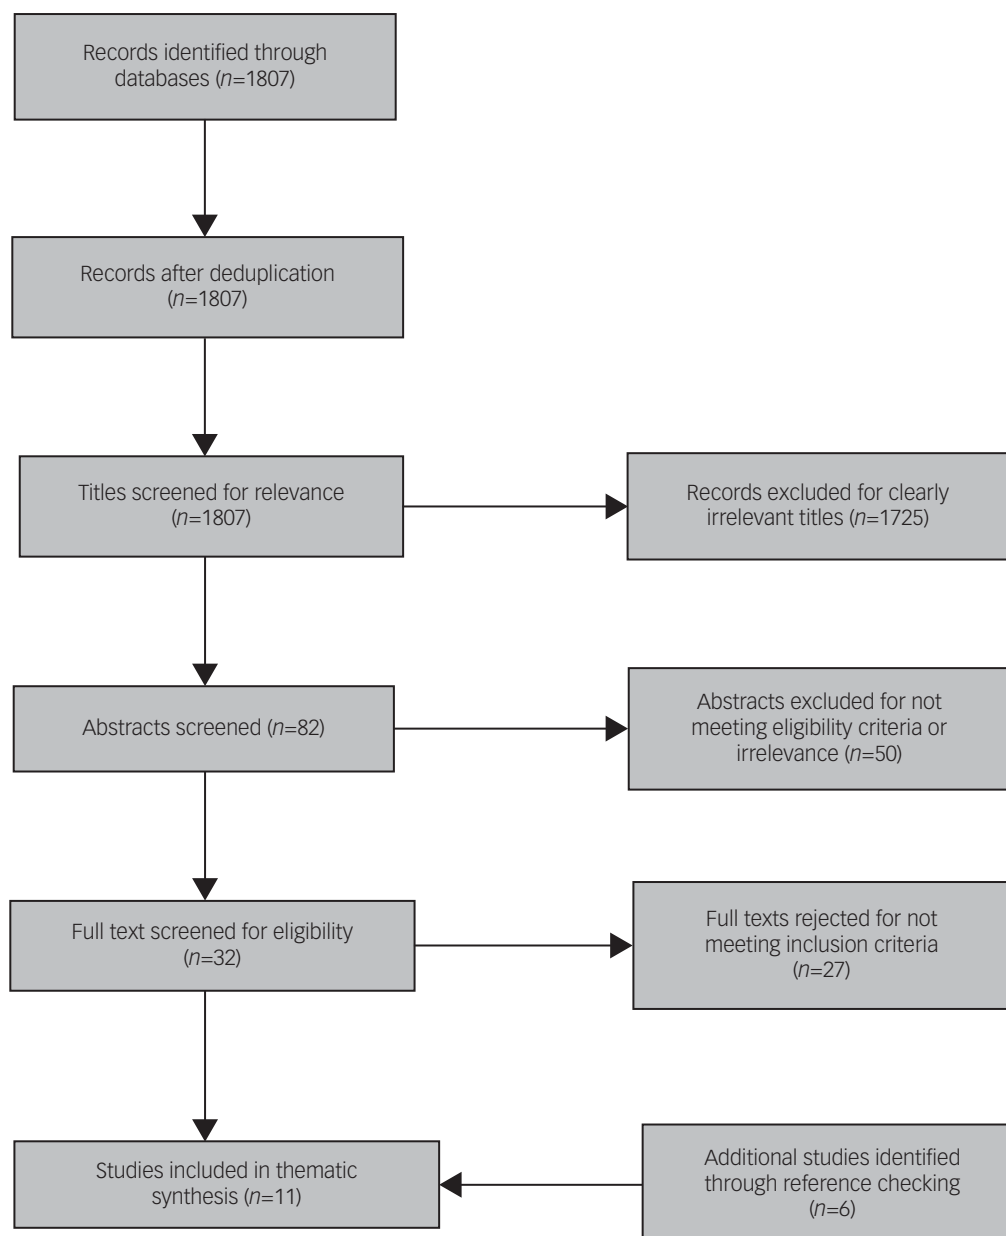 Records identified through
databases (n=1807)
Records after deduplication
(n=1807)
Titles screened for relevance
(n=1807)
Records excluded for clearly
irrelevant titles (n=1725)
Abstracts screened (n=82)
Abstracts excluded for not
meeting eligibility criteria or
irrelevance (n=50)
Full text screened for eligibility
(n=32)
Full texts rejected for not
meeting inclusion criteria
(n=27)
Studies included in thematic
synthesis (n=11)
Additional studies identified
through reference checking
(n=6)